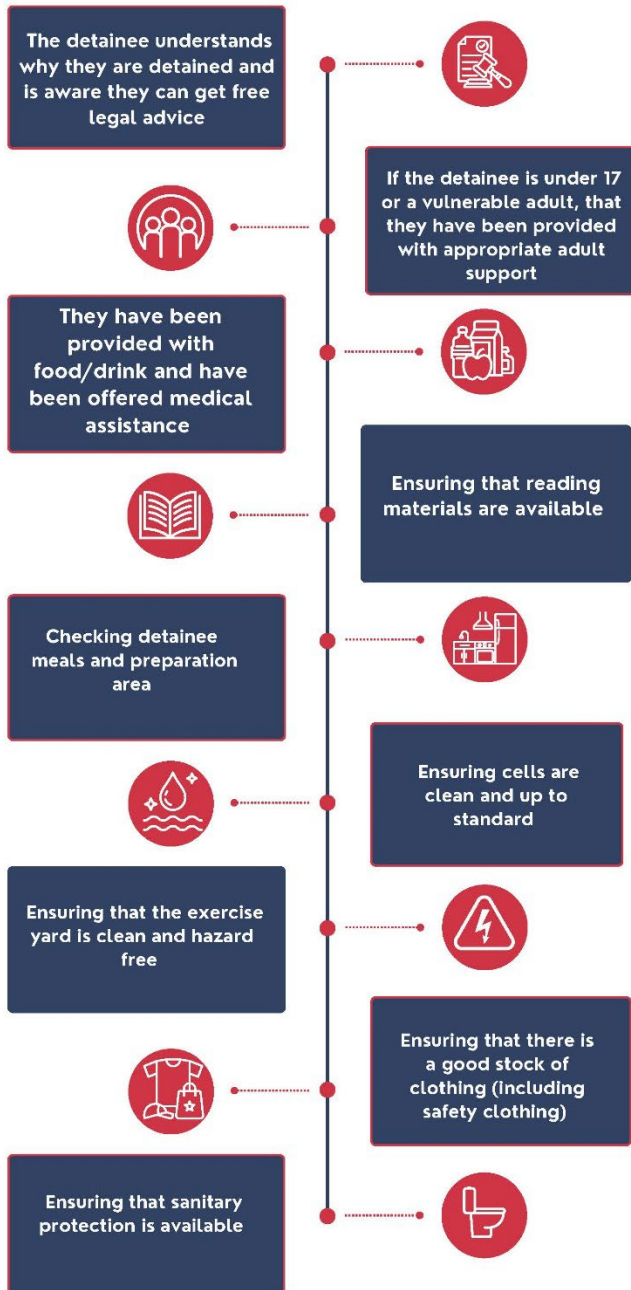 The detainee understands
why they are detained and
is aware they can get free
legal advice
If the detainee is under 17
or a vulnerable adult, that
they have been provided
with appropriate adult
support
They have been
provided with
food/drink and have
been offered medical
assistance
Ensuring that reading
materials are available
Checking detainee
meals and preparation
area
Ensuring cells are
clean and up to
standard
Ensuring that the exercise
yard is clean and hazard
free
Ensuring that there is
a good stock of
clothing (including
safety clothing)
Ensuring that sanitary
protection is available